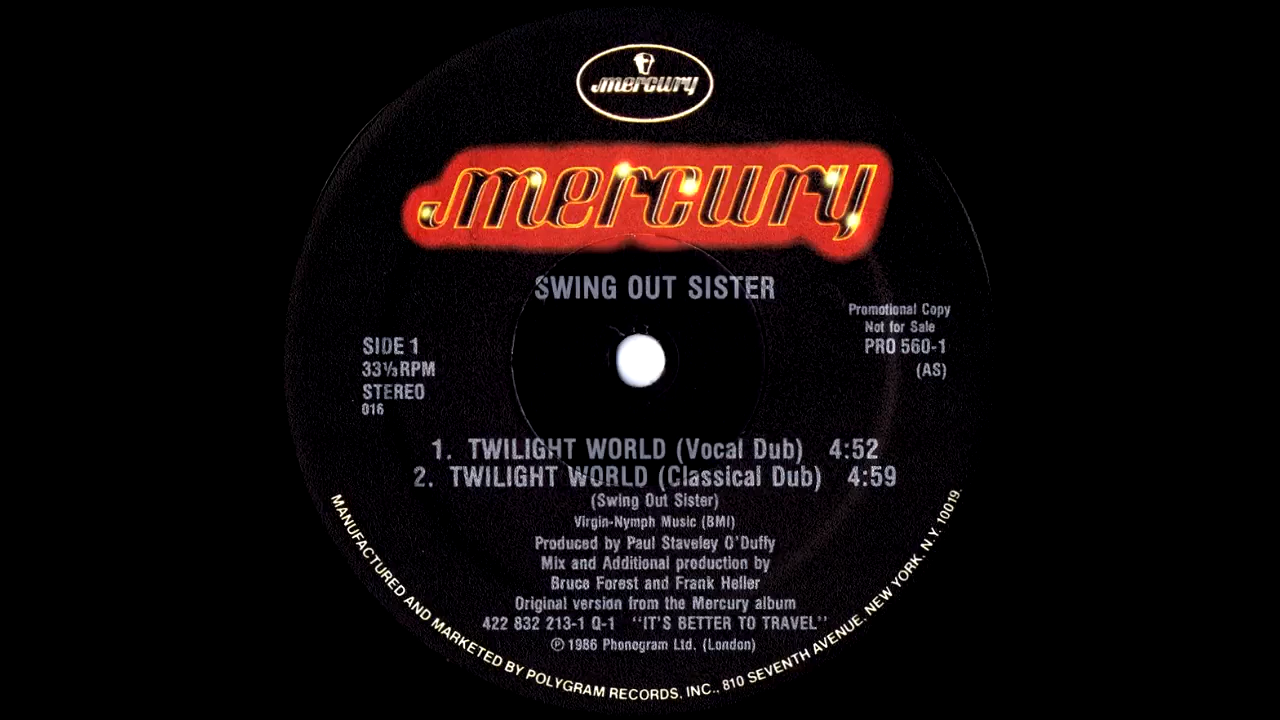 mercury
mercury
SWING OUT SISTER
Promotional Copy
Not for Sale
PRO 560-1
(AS)
SIDE 1
33⅓ RPM
STEREO
016
1. TWILIGHT WORLD (Vocal Dub) 4:52
2. TWILIGHT WORLD (Classical Dub) 4:59
(Swing Out Sister)
Virgin-Nymph Music (BMI)
Produced by Paul Staveley O'Duffy
Mix and Additional production by
Bruce Forest and Frank Heller
Original version from the Mercury album
422 832 213-1 Q-1 "IT'S BETTER TO TRAVEL"
Ⓟ 1986 Phonogram Ltd. (London)
MANUFACTURED AND MARKETED BY POLYGRAM RECORDS, INC., 810 SEVENTH AVENUE, NEW YORK, N.Y. 10019.